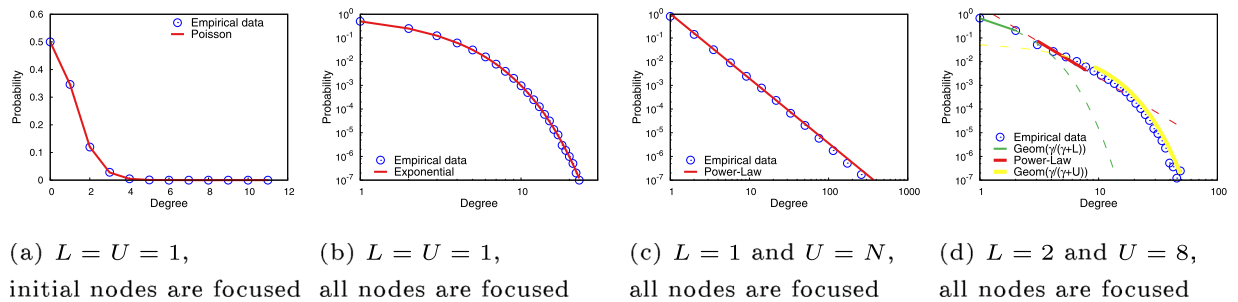 0.6
0.5
0.4
0.3
0.2
0.1
0
Probability
Empirical data
Poisson
0 2 4 6 8 10 12
Degree
10^0
10^-1
10^-2
10^-3
10^-4
10^-5
10^-6
10^-7
Probability
Empirical data
Exponential
1 10
Degree
10^0
10^-1
10^-2
10^-3
10^-4
10^-5
10^-6
10^-7
Probability
Empirical data
Power-Law
1 10 100 1000
Degree
10^0
10^-1
10^-2
10^-3
10^-4
10^-5
10^-6
10^-7
Probability
Empirical data
Geom(γ/(γ+L))
Power-Law
Geom(γ/(γ+U))
1 10 100
Degree
(a) L = U = 1,
initial nodes are focused
(b) L = U = 1,
all nodes are focused
(c) L = 1 and U = N,
all nodes are focused
(d) L = 2 and U = 8,
all nodes are focused